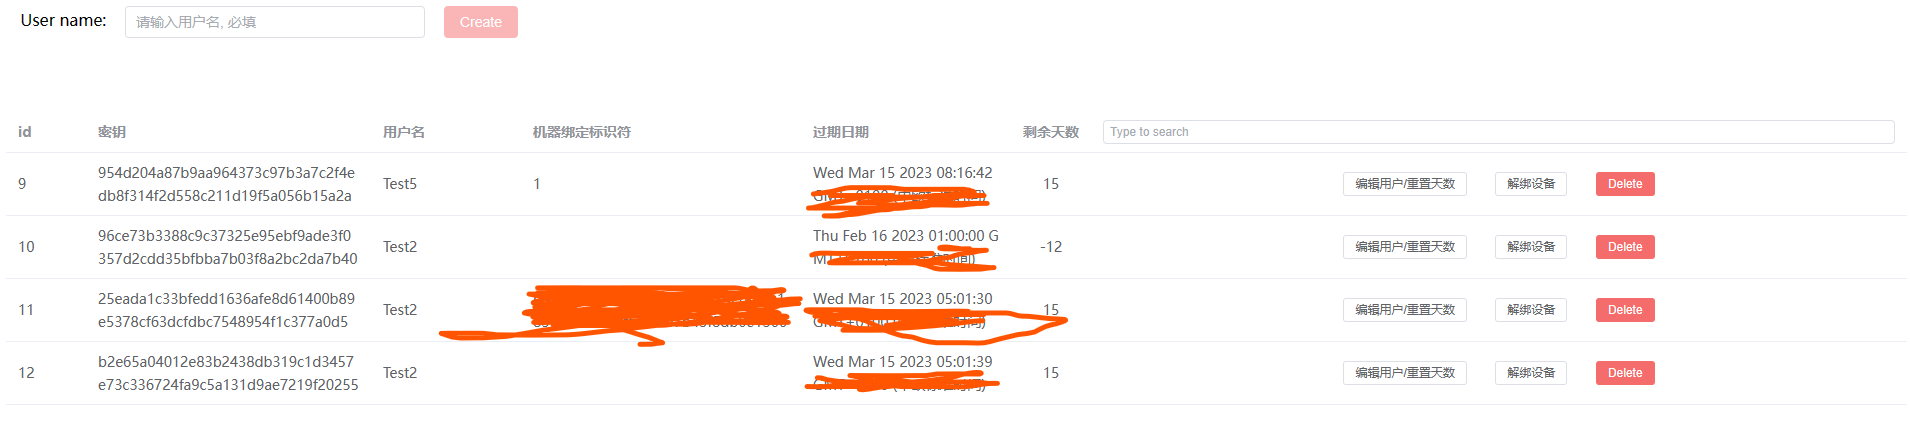 User name: 请输入用户名, 必填 Create
id 密钥 用户名 机器绑定标识符 过期日期 剩余天数 Type to search
9 954d204a87b9aa964373c97b3a7c2f4e Test5 1 Wed Mar 15 2023 08:16:42 15 编辑用户/重置天数 解绑设备 Delete
db8f314f2d558c211d19f5a056b15a2a
10 96ce73b3388c9c37325e95ebf9ade3f0 Test2 Thu Feb 16 2023 01:00:00 G -12 编辑用户/重置天数 解绑设备 Delete
357d2cdd35bfbba7b03f8a2bc2da7b40
11 25eada1c33bfedd1636afe8d61400b89 Test2 Wed Mar 15 2023 05:01:30 15 编辑用户/重置天数 解绑设备 Delete
e5378cf63dcfdbc7548954f1c377a0d5
12 b2e65a04012e83b2438db319c1d3457 Test2 Wed Mar 15 2023 05:01:39 15 编辑用户/重置天数 解绑设备 Delete
e73c336724fa9c5a131d9ae7219f20255